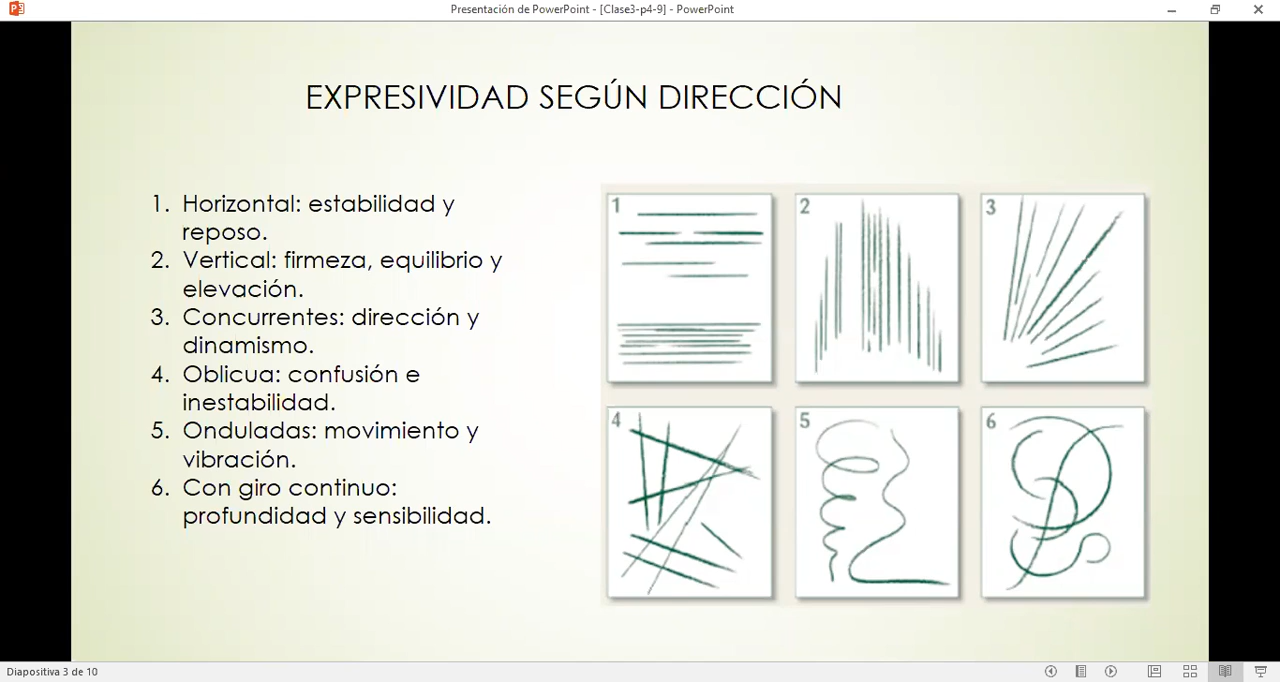 Presentación de PowerPoint - [Clase3-p4-9] - PowerPoint
EXPRESIVIDAD SEGÚN DIRECCIÓN
1. Horizontal: estabilidad y
reposo.
2. Vertical: firmeza, equilibrio y
elevación.
3. Concurrentes: dirección y
dinamismo.
4. Oblicua: confusión e
inestabilidad.
5. Onduladas: movimiento y
vibración.
6. Con giro continuo:
profundidad y sensibilidad.
1
2
3
4
5
6
Diapositiva 3 de 10